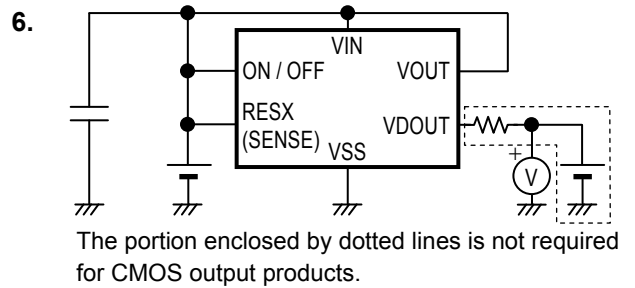 6.
VIN
ON / OFF
VOUT
RESX
(SENSE)
VDOUT
VSS
+
V
The portion enclosed by dotted lines is not required
for CMOS output products.